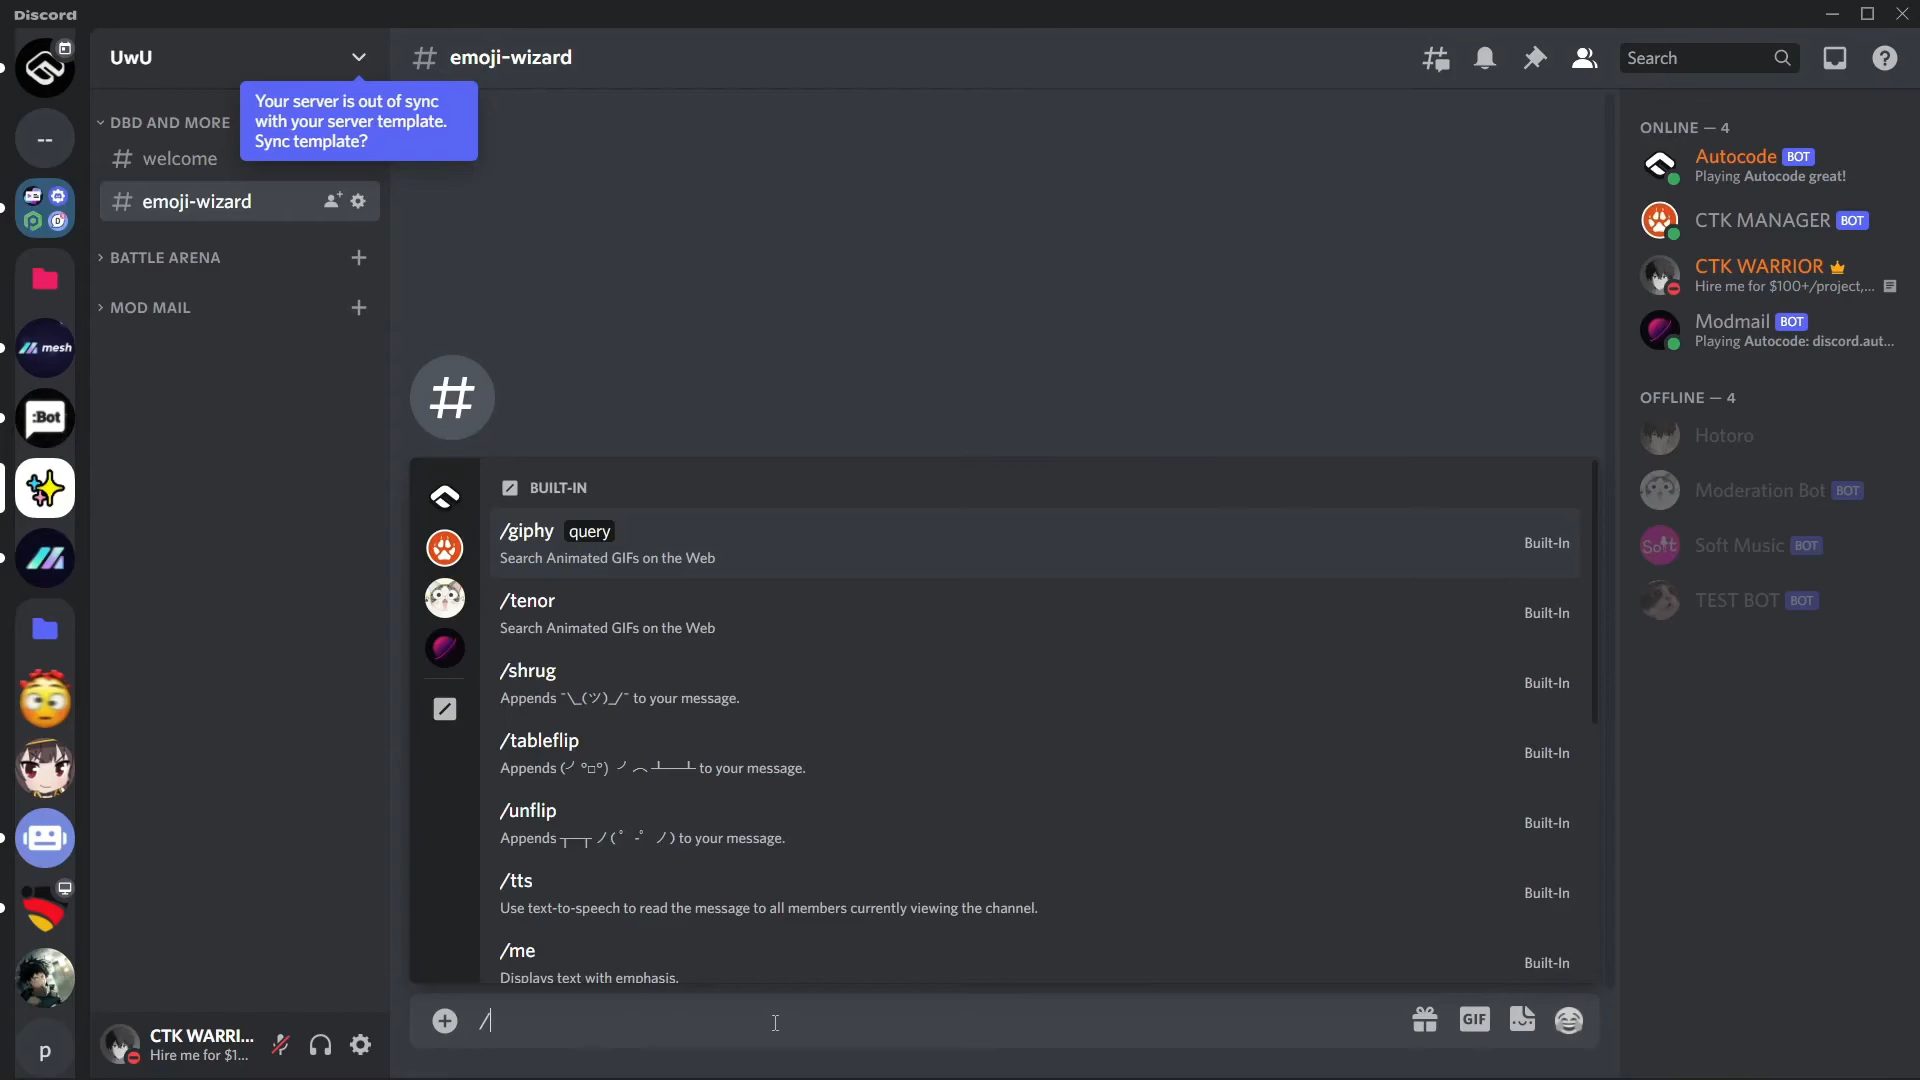 Discord
UwU
emoji-wizard
Search
Your server is out of sync
with your server template.
Sync template?
DBD AND MORE
welcome
emoji-wizard
BATTLE ARENA
MOD MAIL
--
mesh
:Bot
Soft
p
BUILT-IN
/giphy query
Search Animated GIFs on the Web
Built-In
/tenor
Search Animated GIFs on the Web
Built-In
/shrug
Appends ¯\_(ツ)_/¯ to your message.
Built-In
/tableflip
Appends (╯°□°)╯︵ ┻━┻ to your message.
Built-In
/unflip
Appends ┬─┬ ノ( ゜-゜ノ) to your message.
Built-In
/tts
Use text-to-speech to read the message to all members currently viewing the channel.
Built-In
/me
Displays text with emphasis.
Built-In
/
GIF
CTK WARRI...
Hire me for $1...
ONLINE — 4
Autocode BOT
Playing Autocode great!
CTK MANAGER BOT
CTK WARRIOR
Hire me for $100+/project,...
Modmail BOT
Playing Autocode: discord.aut...
OFFLINE — 4
Hotoro
Moderation Bot BOT
Soft Music BOT
TEST BOT BOT